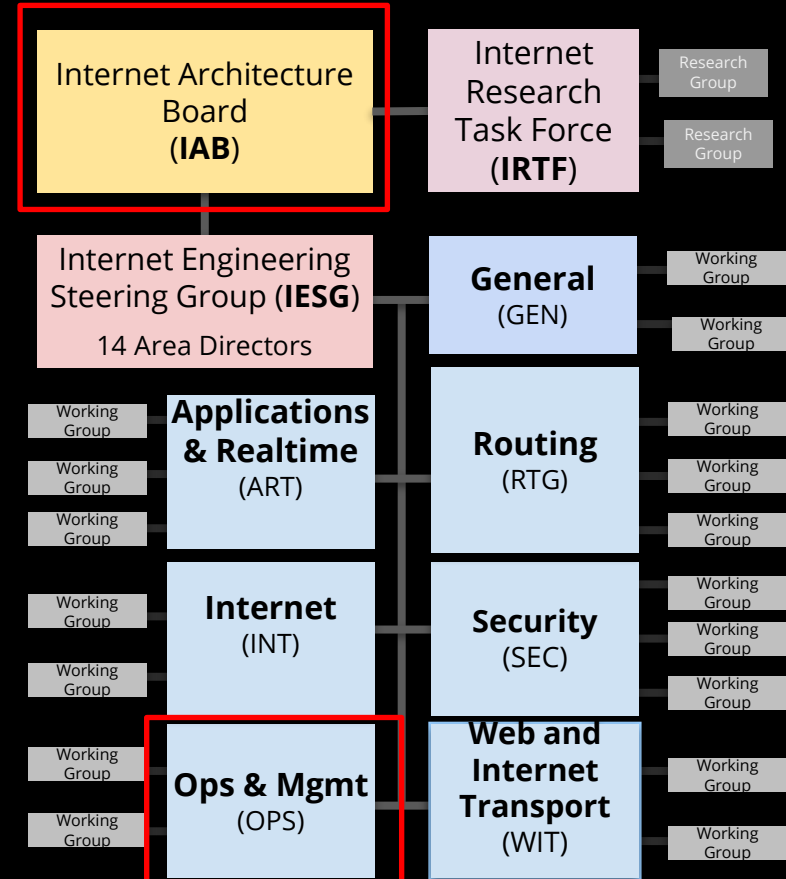 Internet Architecture
Board
(IAB)
Internet
Research
Task Force
(IRTF)
Research
Group
Research
Group
Internet Engineering
Steering Group (IESG)
14 Area Directors
General
(GEN)
Working
Group
Working
Group
Working
Group
Working
Group
Working
Group
Applications
& Realtime
(ART)
Routing
(RTG)
Working
Group
Working
Group
Working
Group
Working
Group
Working
Group
Internet
(INT)
Security
(SEC)
Working
Group
Working
Group
Working
Group
Working
Group
Working
Group
Ops & Mgmt
(OPS)
Web and
Internet
Transport
(WIT)
Working
Group
Working
Group